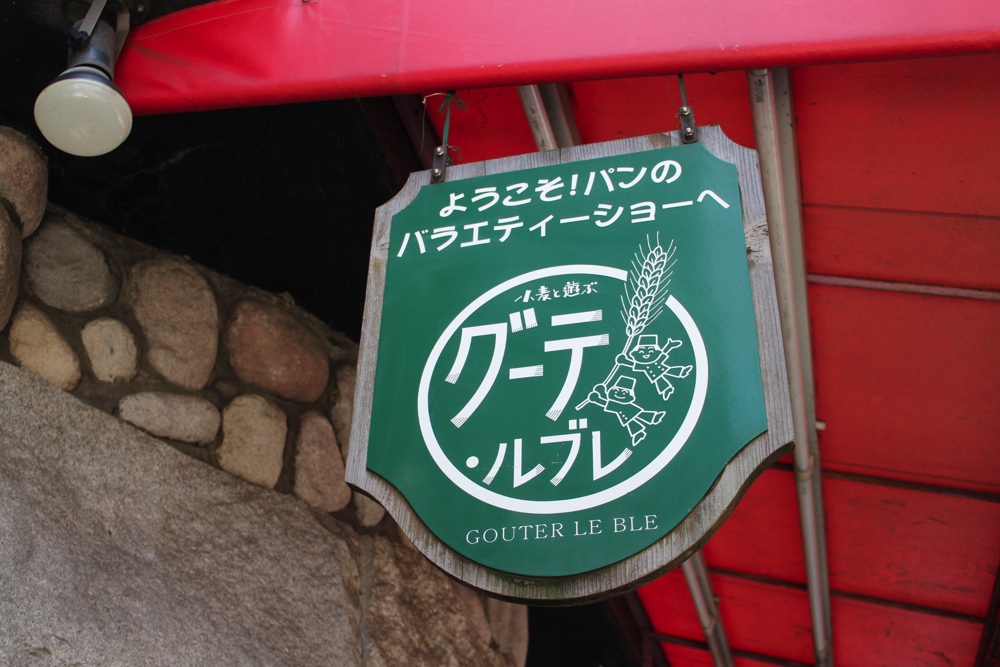 ようこそ!パンの
バラエティーショーへ
小麦と遊ぶ
グーテ
・ルブレ
GOUTER LE BLE